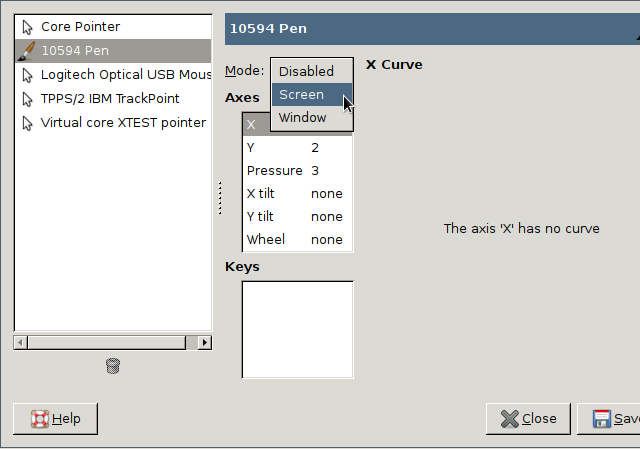 Core Pointer
10594 Pen
Logitech Optical USB Mous
TPPS/2 IBM TrackPoint
Virtual core XTEST pointer
10594 Pen
Mode:
Disabled
Screen
Window
Axes
X
Y 2
Pressure 3
X tilt none
Y tilt none
Wheel none
Keys
X Curve
The axis 'X' has no curve
Help
Close
Save